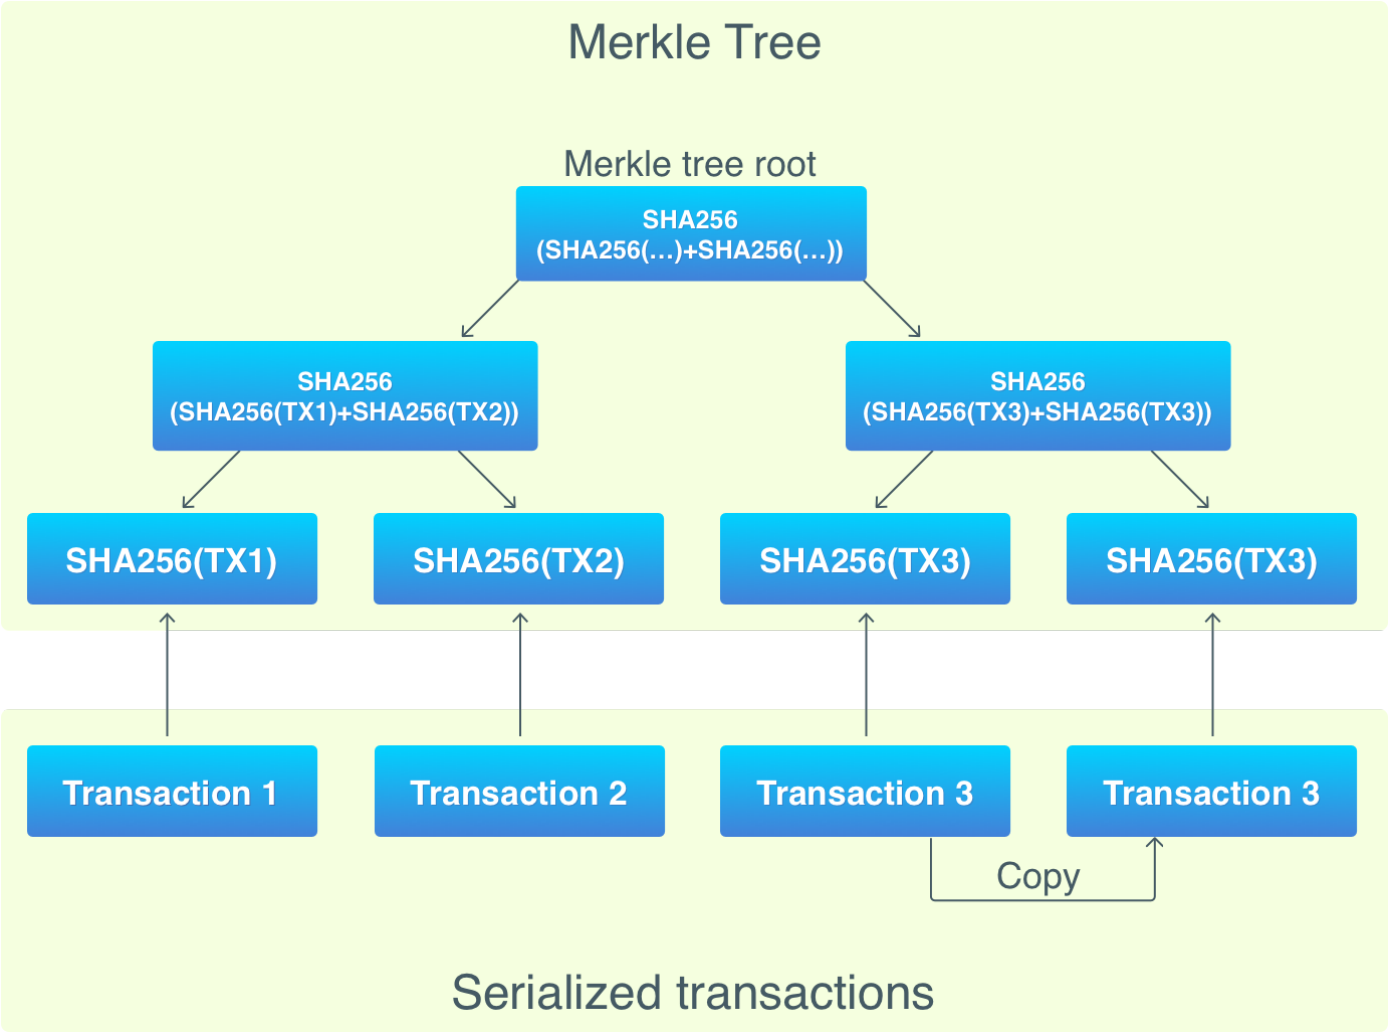 Merkle Tree
Merkle tree root
SHA256
(SHA256(...)+SHA256(...))
SHA256
(SHA256(TX1)+SHA256(TX2))
SHA256
(SHA256(TX3)+SHA256(TX3))
SHA256(TX1)
SHA256(TX2)
SHA256(TX3)
SHA256(TX3)
Transaction 1
Transaction 2
Transaction 3
Transaction 3
Copy
Serialized transactions